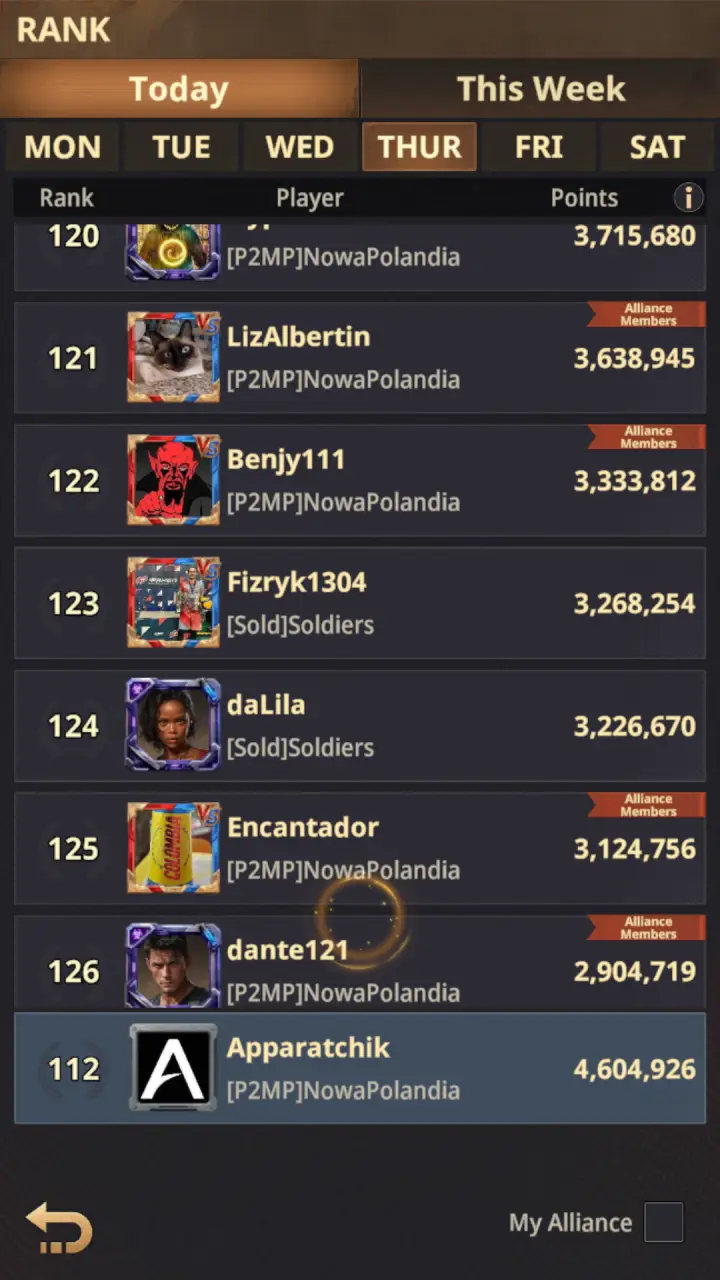 RANK
Today
This Week
MON
TUE
WED
THUR
FRI
SAT
Rank
Player
Points
120
[P2MP]NowaPolandia
3,715,680
Alliance
Members
121
LizAlbertin
[P2MP]NowaPolandia
3,638,945
Alliance
Members
122
Benjy111
[P2MP]NowaPolandia
3,333,812
123
Fizryk1304
[Sold]Soldiers
3,268,254
124
daLila
[Sold]Soldiers
3,226,670
Alliance
Members
125
COLOMBIA
Encantador
[P2MP]NowaPolandia
3,124,756
Alliance
Members
126
dante121
[P2MP]NowaPolandia
2,904,719
112
Apparatchik
[P2MP]NowaPolandia
4,604,926
My Alliance